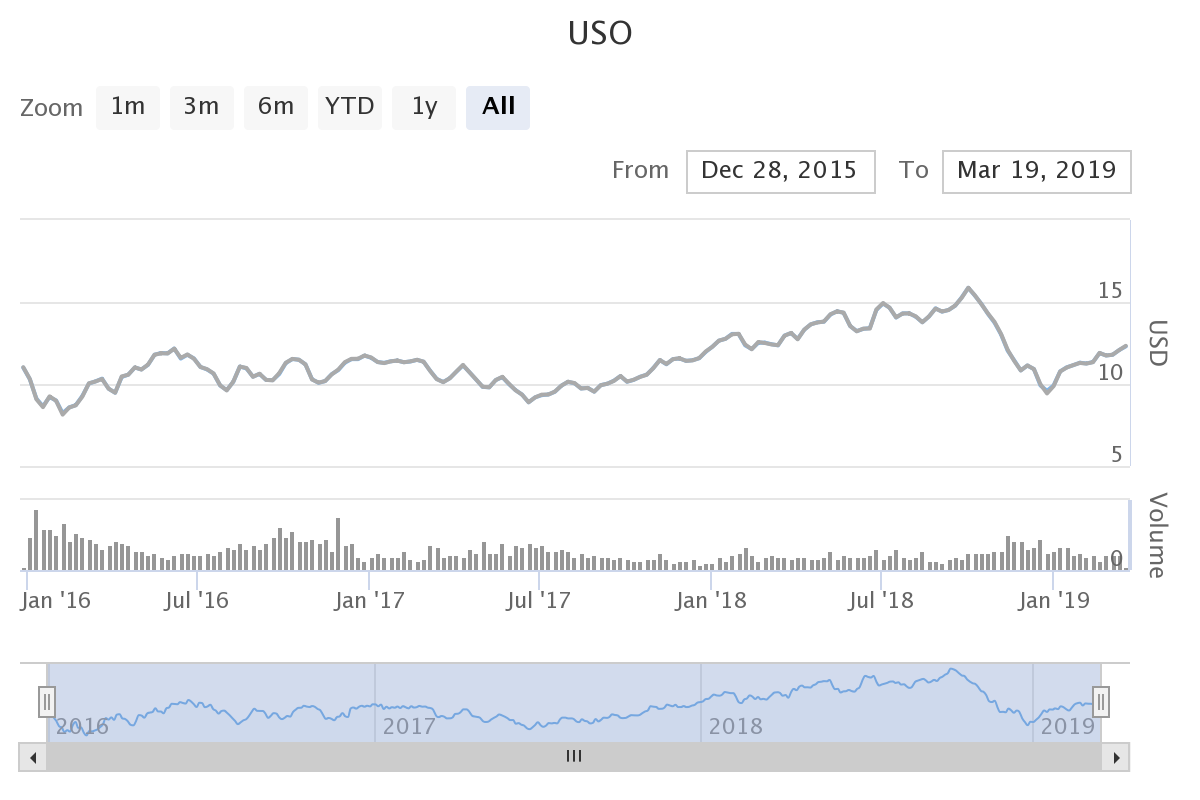 USO
Zoom 1m 3m 6m YTD 1y All
From Dec 28, 2015 To Mar 19, 2019
15
10
5
USD
Volume
0
Jan '16 Jul '16 Jan '17 Jul '17 Jan '18 Jul '18 Jan '19
2016 2017 2018 2019